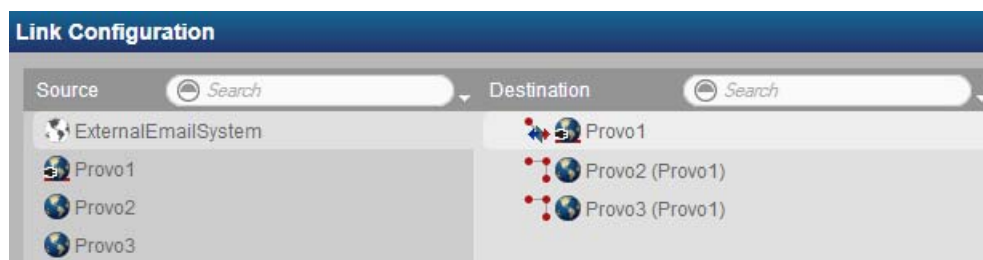 Link Configuration
Source Search Destination Search
ExternalEmailSystem Provo1
Provo1 Provo2 (Provo1)
Provo2 Provo3 (Provo1)
Provo3